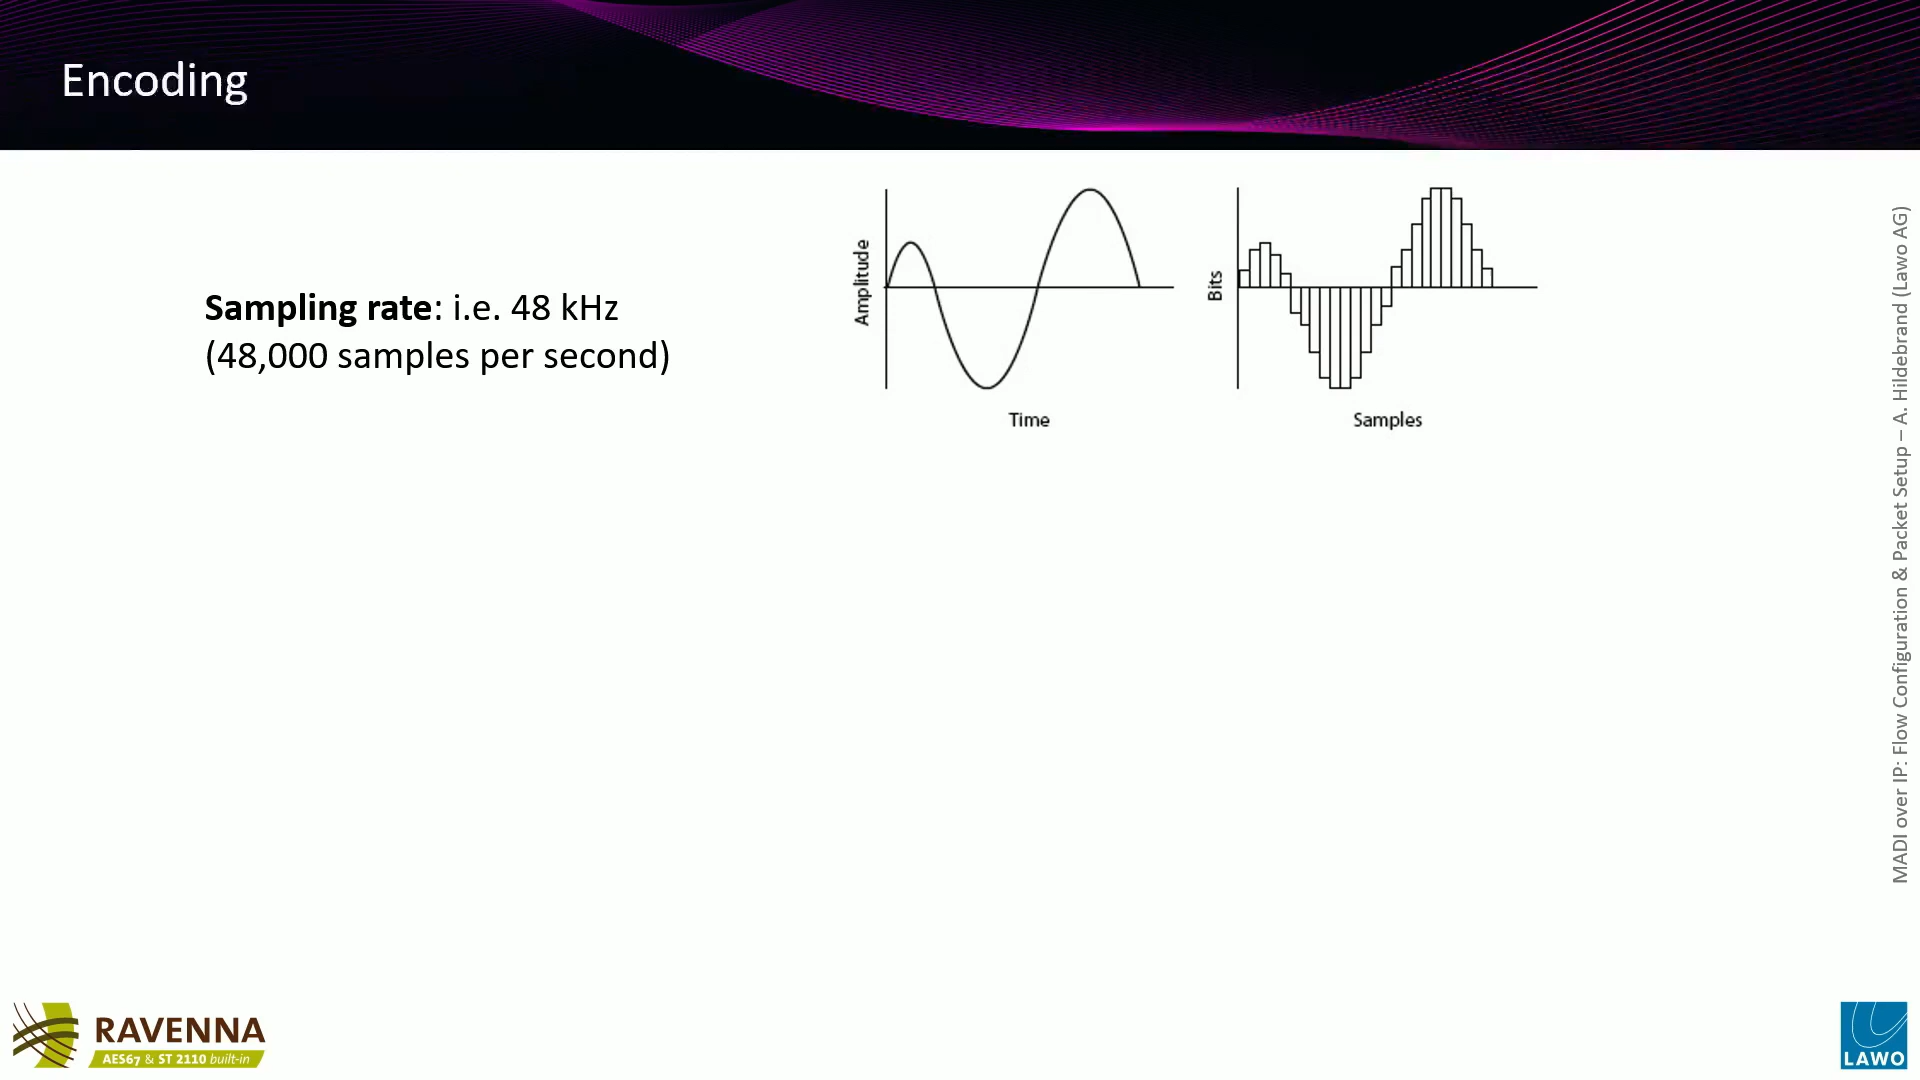 Encoding
Sampling rate: i.e. 48 kHz
(48,000 samples per second)
Amplitude
Time
Bits
Samples
MADI over IP: Flow Configuration & Packet Setup – A. Hildebrand (Lawo AG)
RAVENNA
AES67 & ST 2110 built-in
LAWO